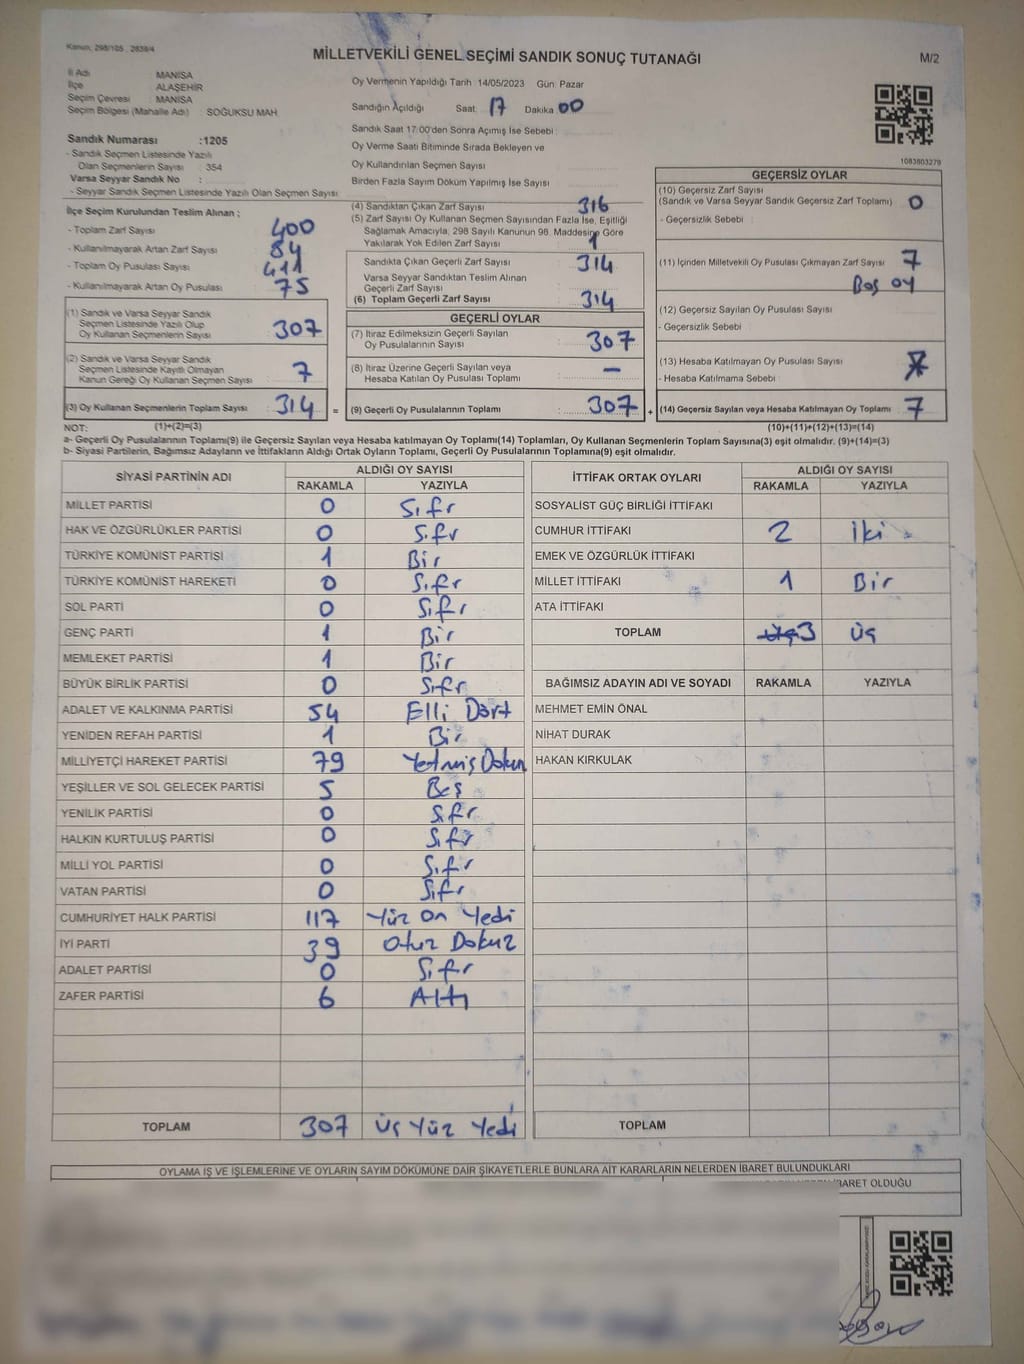 Kanun, 298/105 , 2839/4
MİLLETVEKİLİ GENEL SEÇİMİ SANDIK SONUÇ TUTANAĞI
M/2
İl Adı MANİSA
İlçe ALAŞEHİR
Seçim Çevresi MANİSA
Seçim Bölgesi (Mahalle Adı) SOĞUKSU MAH.
Sandık Numarası :1205
- Sandık Seçmen Listesinde Yazılı
Olan Seçmenlerin Sayısı : 354
Varsa Seyyar Sandık No :
- Seyyar Sandık Seçmen Listesinde Yazılı Olan Seçmen Sayısı
Oy Vermenin Yapıldığı Tarih 14/05/2023 Gün: Pazar
Sandığın Açıldığı Saat: 17 Dakika 00
Sandık Saat 17:00'den Sonra Açımış İse Sebebi
Oy Verme Saati Bitiminde Sırada Bekleyen ve
Oy Kullandırılan Seçmen Sayısı
Birden Fazla Sayım Döküm Yapılmış İse Sayısı
1083803279
İlçe Seçim Kurulundan Teslim Alınan ;
- Toplam Zarf Sayısı 400
- Kullanılmayarak Artan Zarf Sayısı 84
- Toplam Oy Pusulası Sayısı 411
- Kullanılmayarak Artan Oy Pusulası 75
(4) Sandıktan Çıkan Zarf Sayısı 316
(5) Zarf Sayısı Oy Kullanan Seçmen Sayısından Fazla İse, Eşitliği
Sağlamak Amacıyla, 298 Sayılı Kanunun 98. Maddesine Göre
Yakılarak Yok Edilen Zarf Sayısı 1
Sandıkta Çıkan Geçerli Zarf Sayısı 314
Varsa Seyyar Sandıktan Teslim Alınan
Geçerli Zarf Sayısı
(6) Toplam Geçerli Zarf Sayısı 314
GEÇERSİZ OYLAR
(10) Geçersiz Zarf Sayısı
(Sandık ve Varsa Seyyar Sandık Geçersiz Zarf Toplamı) 0
- Geçersizlik Sebebi :
(11) İçinden Milletvekili Oy Pusulası Çıkmayan Zarf Sayısı 7
Boş oy
(12) Geçersiz Sayılan Oy Pusulası Sayısı
- Geçersizlik Sebebi
(13) Hesaba Katılmayan Oy Pusulası Sayısı
- Hesaba Katılmama Sebebi :
(14) Geçersiz Sayılan veya Hesaba Katılmayan Oy Toplamı 7
(10)+(11)+(12)+(13)=(14)
(1) Sandık ve Varsa Seyyar Sandık
Seçmen Listesinde Yazılı Olup
Oy Kullanan Seçmenlerin Sayısı 307
(2) Sandık ve Varsa Seyyar Sandık
Seçmen Listesinde Kayıtlı Olmayan
Kanun Gereği Oy Kullanan Seçmen Sayısı 7
(3) Oy Kullanan Seçmenlerin Toplam Sayısı 314 =
GEÇERLİ OYLAR
(7) İtiraz Edilmeksizin Geçerli Sayılan
Oy Pusulalarının Sayısı 307
(8) İtiraz Üzerine Geçerli Sayılan veya
Hesaba Katılan Oy Pusulası Toplamı –
(9) Geçerli Oy Pusulalarının Toplamı 307 +
NOT: (1)+(2)=(3)
a- Geçerli Oy Pusulalarının Toplamı(9) ile Geçersiz Sayılan veya Hesaba katılmayan Oy Toplamı(14) Toplamları, Oy Kullanan Seçmenlerin Toplam Sayısına(3) eşit olmalıdır. (9)+(14)=(3)
b- Siyasi Partilerin, Bağımsız Adayların ve İttifakların Aldığı Ortak Oyların Toplamı, Geçerli Oy Pusulalarının Toplamına(9) eşit olmalıdır.
SİYASİ PARTİNİN ADI ALDIĞI OY SAYISI
RAKAMLA YAZIYLA
MİLLET PARTİSİ 0 Sıfr
HAK VE ÖZGÜRLÜKLER PARTİSİ 0 Sıfr
TÜRKİYE KOMÜNİST PARTİSİ 1 Bir
TÜRKİYE KOMÜNİST HAREKETİ 0 Sıfr
SOL PARTİ 0 Sıfr
GENÇ PARTİ 1 Bir
MEMLEKET PARTİSİ 1 Bir
BÜYÜK BİRLİK PARTİSİ 0 Sıfr
ADALET VE KALKINMA PARTİSİ 54 Elli Dört
YENİDEN REFAH PARTİSİ 1 Bir
MİLLİYETÇİ HAREKET PARTİSİ 79 Yetmiş Dokuz
YEŞİLLER VE SOL GELECEK PARTİSİ 5 Beş
YENİLİK PARTİSİ 0 Sıfr
HALKIN KURTULUŞ PARTİSİ 0 Sıfr
MİLLİ YOL PARTİSİ 0 Sıfr
VATAN PARTİSİ 0 Sıfr
CUMHURİYET HALK PARTİSİ 117 Yüz On Yedi
İYİ PARTİ 39 Otuz Dokuz
ADALET PARTİSİ 0 Sıfr
ZAFER PARTİSİ 6 Altı
TOPLAM 307 Üç Yüz Yedi
İTTİFAK ORTAK OYLARI ALDIĞI OY SAYISI
RAKAMLA YAZIYLA
SOSYALİST GÜÇ BİRLİĞİ İTTİFAKI
CUMHUR İTTİFAKI 2 İki
EMEK VE ÖZGÜRLÜK İTTİFAKI
MİLLET İTTİFAKI 1 Bir
ATA İTTİFAKI
TOPLAM 3 Üç
BAĞIMSIZ ADAYIN ADI VE SOYADI RAKAMLA YAZIYLA
MEHMET EMİN ÖNAL
NİHAT DURAK
HAKAN KIRKULAK
TOPLAM
OYLAMA İŞ VE İŞLEMLERİNE VE OYLARIN SAYIM DÖKÜMÜNE DAİR ŞİKAYETLERLE BUNLARA AİT KARARLARIN NELERDEN İBARET BULUNDUKLARI
İBARET OLDUĞU